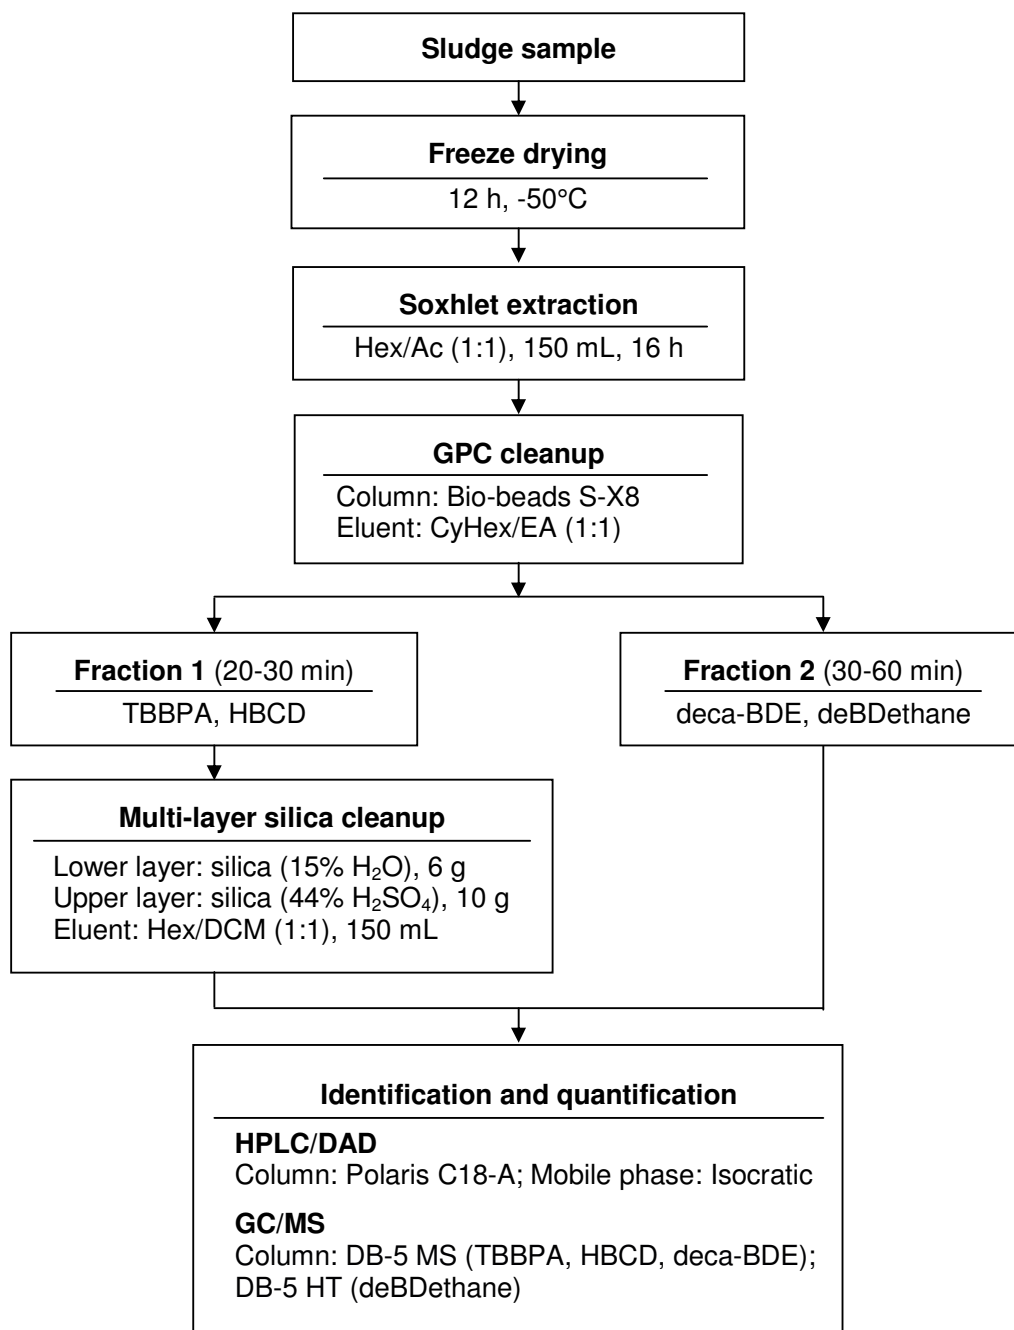 Sludge sample
Freeze drying
12 h, -50°C
Soxhlet extraction
Hex/Ac (1:1), 150 mL, 16 h
GPC cleanup
Column: Bio-beads S-X8
Eluent: CyHex/EA (1:1)
Fraction 1 (20-30 min)
TBBPA, HBCD
Fraction 2 (30-60 min)
deca-BDE, deBDethane
Multi-layer silica cleanup
Lower layer: silica (15% H₂O), 6 g
Upper layer: silica (44% H₂SO₄), 10 g
Eluent: Hex/DCM (1:1), 150 mL
Identification and quantification
HPLC/DAD
Column: Polaris C18-A; Mobile phase: Isocratic
GC/MS
Column: DB-5 MS (TBBPA, HBCD, deca-BDE);
DB-5 HT (deBDethane)